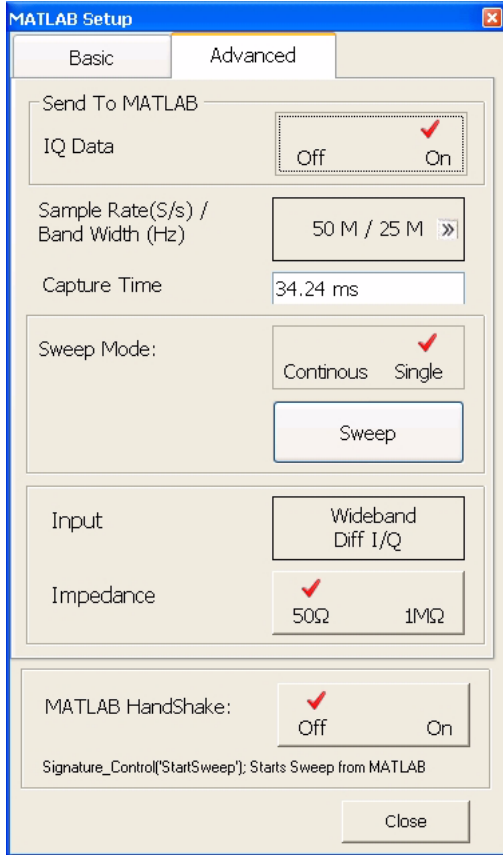 MATLAB Setup
Basic Advanced
Send To MATLAB
IQ Data
Off On
Sample Rate(S/s) /
Band Width (Hz)
50 M / 25 M
Capture Time
34.24 ms
Sweep Mode:
Continous Single
Sweep
Input
Wideband
Diff I/Q
Impedance
50Ω 1MΩ
MATLAB HandShake:
Off On
Signature_Control('StartSweep'); Starts Sweep from MATLAB
Close